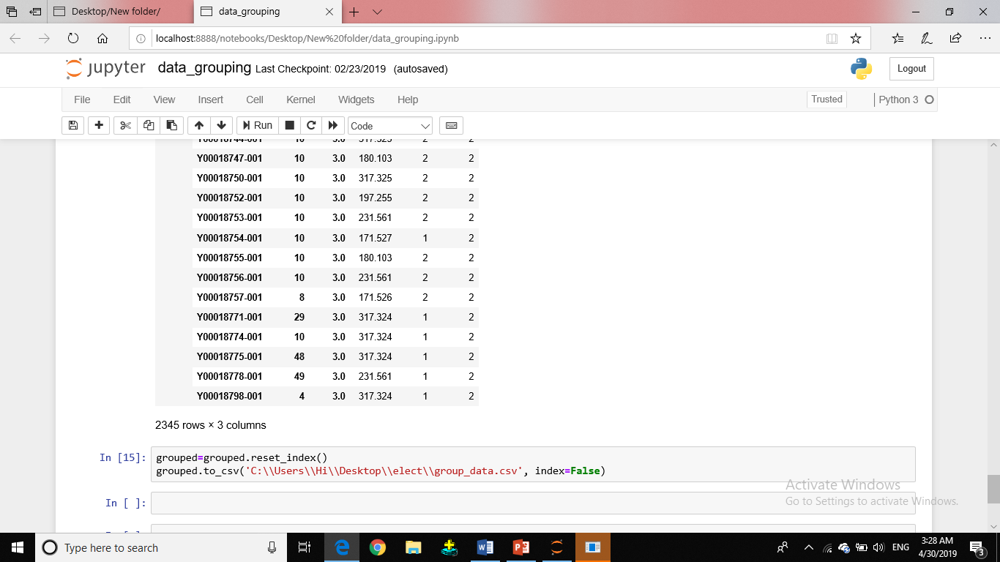 Desktop/New folder/
data_grouping
localhost:8888/notebooks/Desktop/New%20folder/data_grouping.ipynb
jupyter data_grouping Last Checkpoint: 02/23/2019 (autosaved)
Logout
File Edit View Insert Cell Kernel Widgets Help
Trusted Python 3
Run Code
Y00018744-001 10 3.0 317.325 2 2
Y00018747-001 10 3.0 180.103 2 2
Y00018750-001 10 3.0 317.325 2 2
Y00018752-001 10 3.0 197.255 2 2
Y00018753-001 10 3.0 231.561 2 2
Y00018754-001 10 3.0 171.527 1 2
Y00018755-001 10 3.0 180.103 2 2
Y00018756-001 10 3.0 231.561 2 2
Y00018757-001 8 3.0 171.526 2 2
Y00018771-001 29 3.0 317.324 1 2
Y00018774-001 10 3.0 317.324 1 2
Y00018775-001 48 3.0 317.324 1 2
Y00018778-001 49 3.0 231.561 1 2
Y00018798-001 4 3.0 317.324 1 2
2345 rows × 3 columns
In [15]: grouped=grouped.reset_index()
grouped.to_csv('C:\\Users\\Hi\\Desktop\\elect\\group_data.csv', index=False)
In [ ]:
Activate Windows
Go to Settings to activate Windows.
Type here to search
ENG
3:28 AM
4/30/2019
3